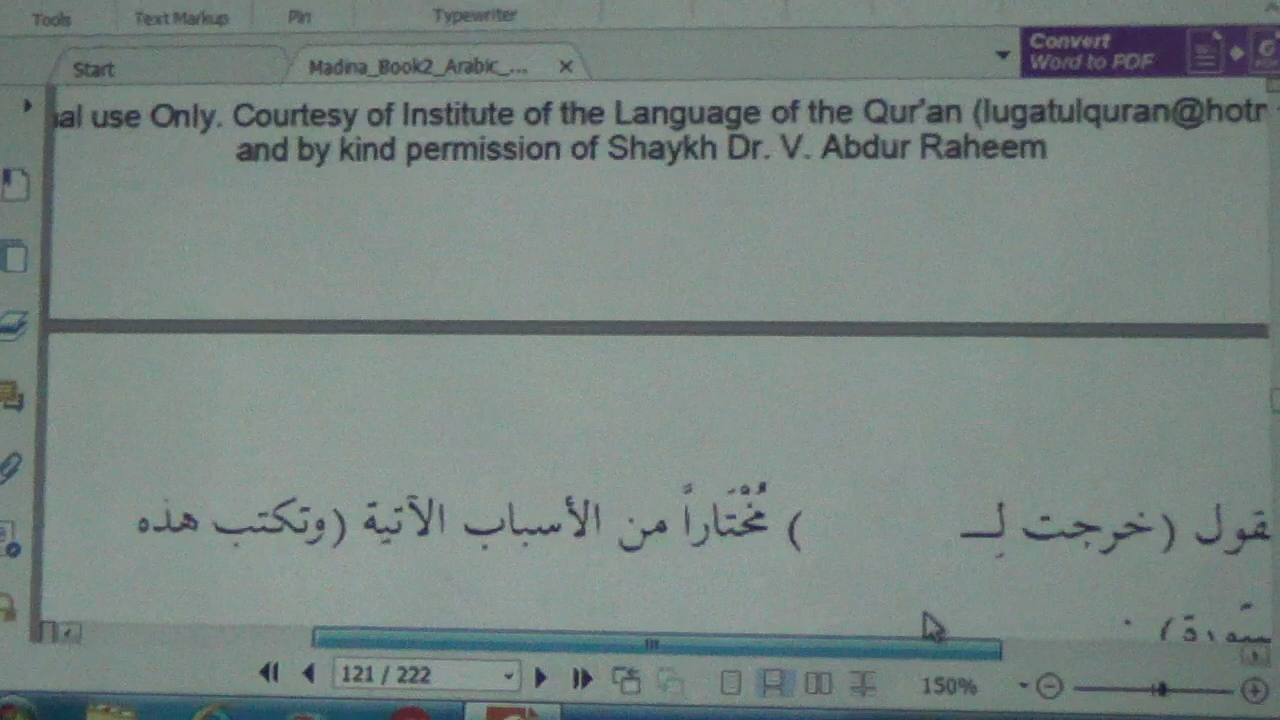 Tools Text Markup Pin Typewriter
Start Madina_Book2_Arabic_...
Convert
Word to PDF
al use Only. Courtesy of Institute of the Language of the Qur'an (lugatulquran@hot
and by kind permission of Shaykh Dr. V. Abdur Raheem
قول (خرجت لِـ ) مُخْتَاراً من الأسباب الآتية (وتكتب هذه
121 / 222 150%